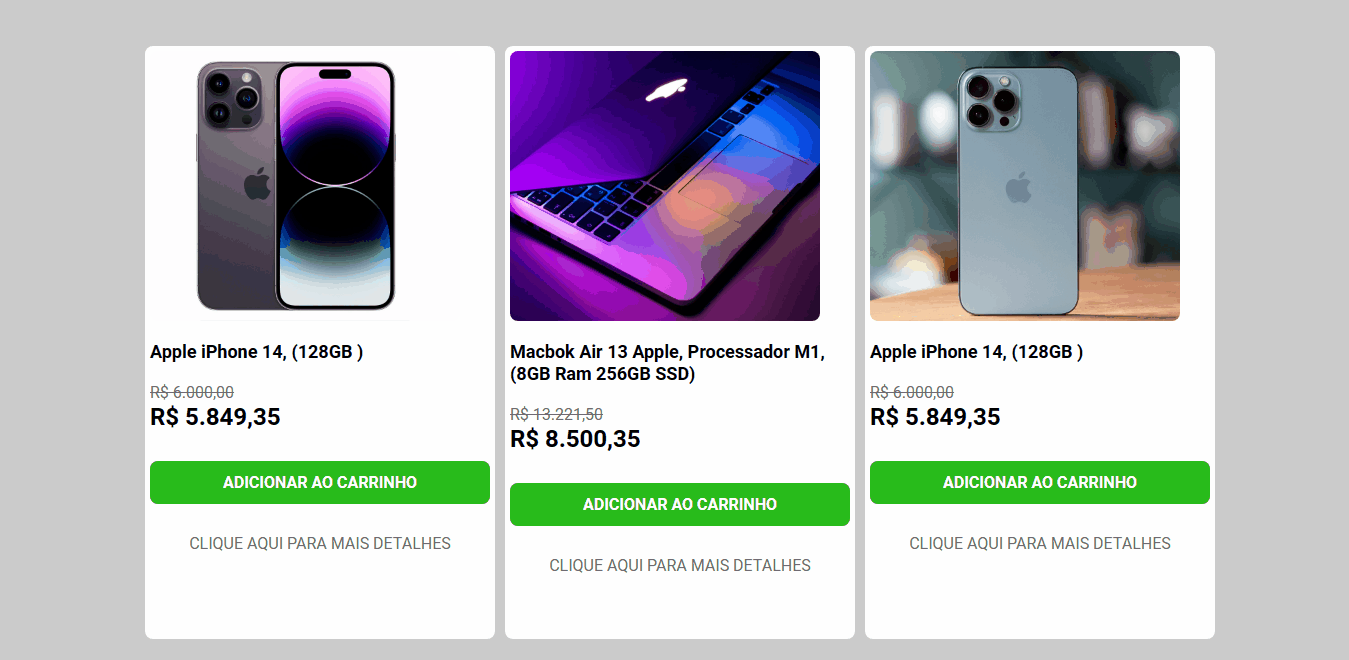 Apple iPhone 14, (128GB )
R$ 6.000,00
R$ 5.849,35
ADICIONAR AO CARRINHO
CLIQUE AQUI PARA MAIS DETALHES
Macbok Air 13 Apple, Processador M1,
(8GB Ram 256GB SSD)
R$ 13.221,50
R$ 8.500,35
ADICIONAR AO CARRINHO
CLIQUE AQUI PARA MAIS DETALHES
Apple iPhone 14, (128GB )
R$ 6.000,00
R$ 5.849,35
ADICIONAR AO CARRINHO
CLIQUE AQUI PARA MAIS DETALHES